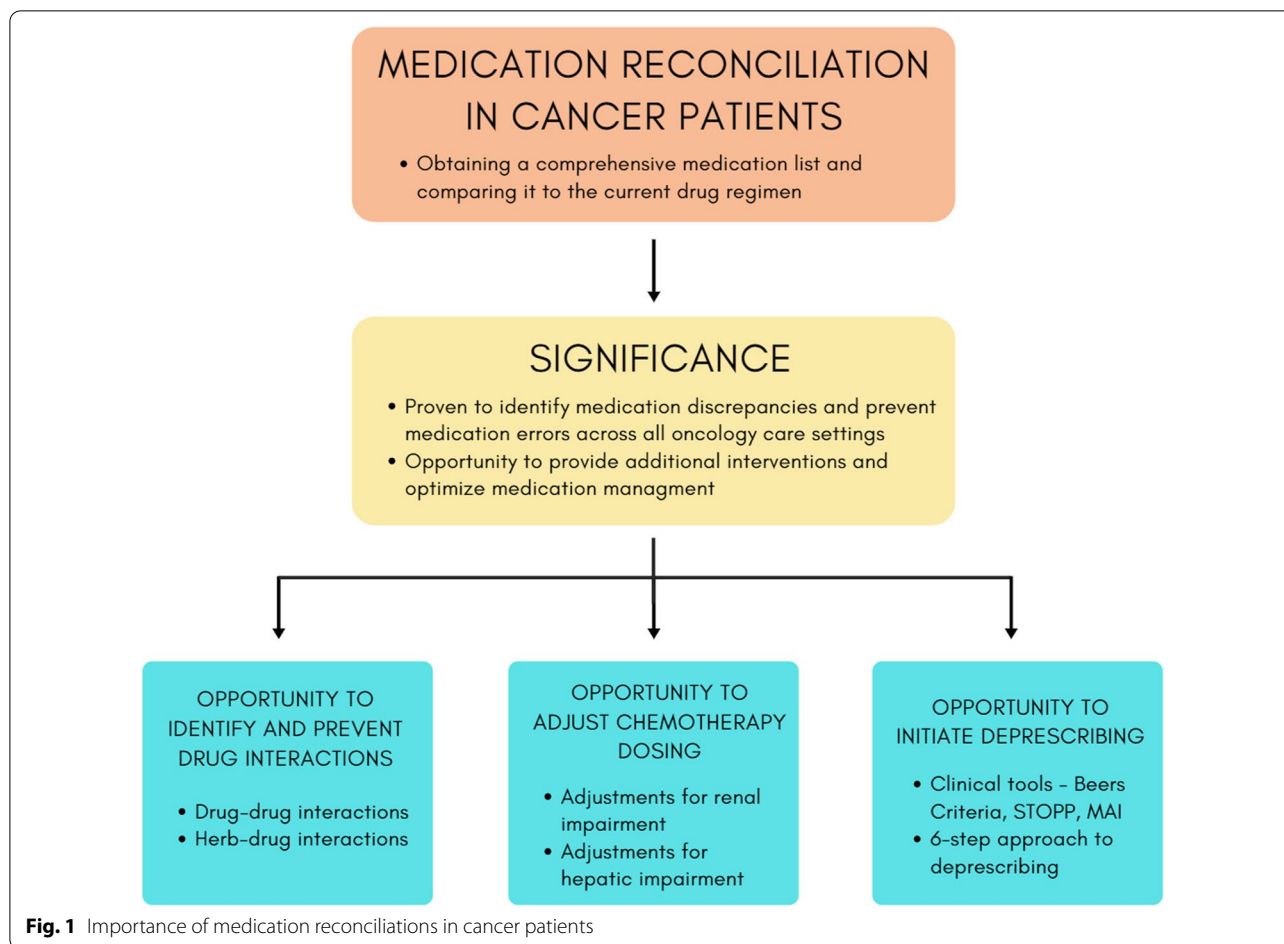 MEDICATION RECONCILIATION
IN CANCER PATIENTS
• Obtaining a comprehensive medication list and
comparing it to the current drug regimen
SIGNIFICANCE
• Proven to identify medication discrepancies and prevent
medication errors across all oncology care settings
• Opportunity to provide additional interventions and
optimize medication managment
OPPORTUNITY TO
IDENTIFY AND PREVENT
DRUG INTERACTIONS
• Drug-drug interactions
• Herb-drug interactions
OPPORTUNITY TO
ADJUST CHEMOTHERAPY
DOSING
• Adjustments for renal
impairment
• Adjustments for
hepatic impairment
OPPORTUNITY TO
INITIATE DEPRESCRIBING
• Clinical tools - Beers
Criteria, STOPP, MAI
• 6-step approach to
deprescribing
Fig. 1 Importance of medication reconciliations in cancer patients